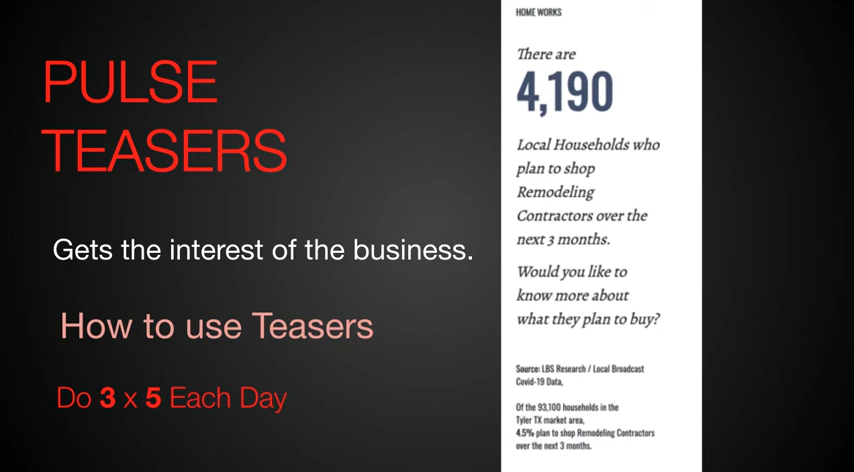 PULSE
TEASERS
Gets the interest of the business.
How to use Teasers
Do 3 x 5 Each Day
HOME WORKS
There are
4,190
Local Households who
plan to shop
Remodeling
Contractors over the
next 3 months.
Would you like to
know more about
what they plan to buy?
Source: LBS Research / Local Broadcast
Covid-19 Data,
Of the 93,100 households in the
Tyler TX market area,
4.5% plan to shop Remodeling Contractors
over the next 3 months.